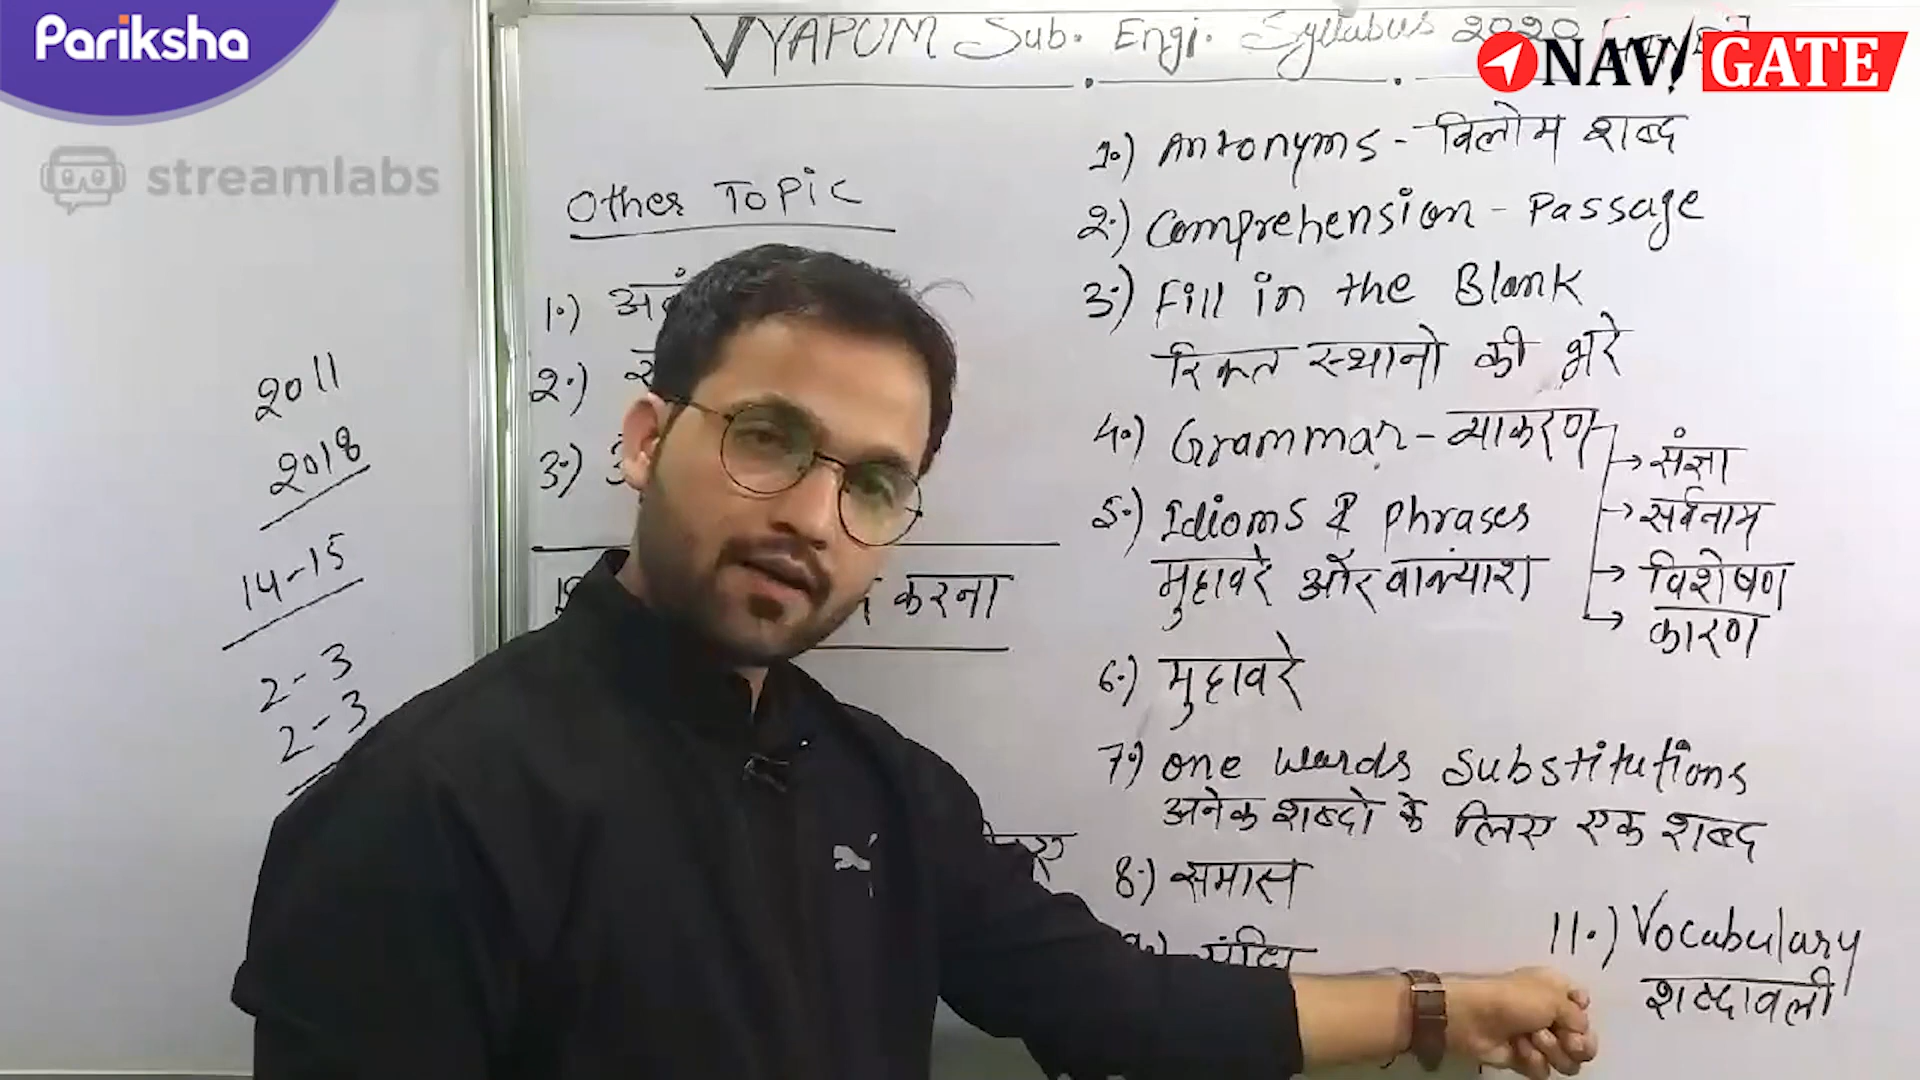 Pariksha
NAV!GATE
streamlabs
VYAPUM Sub. Engi. Syllabus 2020
2011
2018
14-15
2-3
2-3
Other Topic
1.)
2.)
3.)
करना
1.) Antonyms - विलोम शब्द
2.) Comprehension - Passage
3.) Fill in the Blank
रिक्त स्थानो की भरे
4.) Grammar - व्याकरण
→ संज्ञा
→ सर्वनाम
→ विशेषण
→ कारण
5.) Idioms & Phrases
मुहावरे और वाक्यांश
6.) मुहावरे
7.) One words Substitutions
अनेक शब्दो के लिए एक शब्द
8.) समास
11.) Vocabulary
शब्दावली